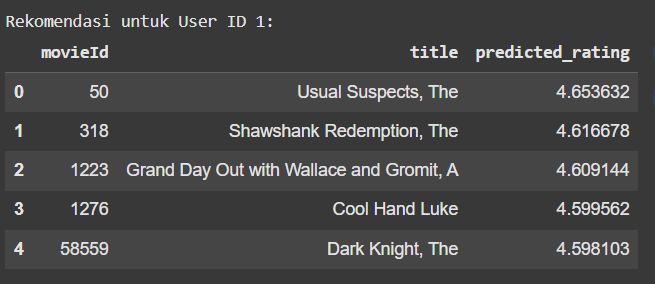 Rekomendasi untuk User ID 1:
movieId title predicted_rating
0 50 Usual Suspects, The 4.653632
1 318 Shawshank Redemption, The 4.616678
2 1223 Grand Day Out with Wallace and Gromit, A 4.609144
3 1276 Cool Hand Luke 4.599562
4 58559 Dark Knight, The 4.598103